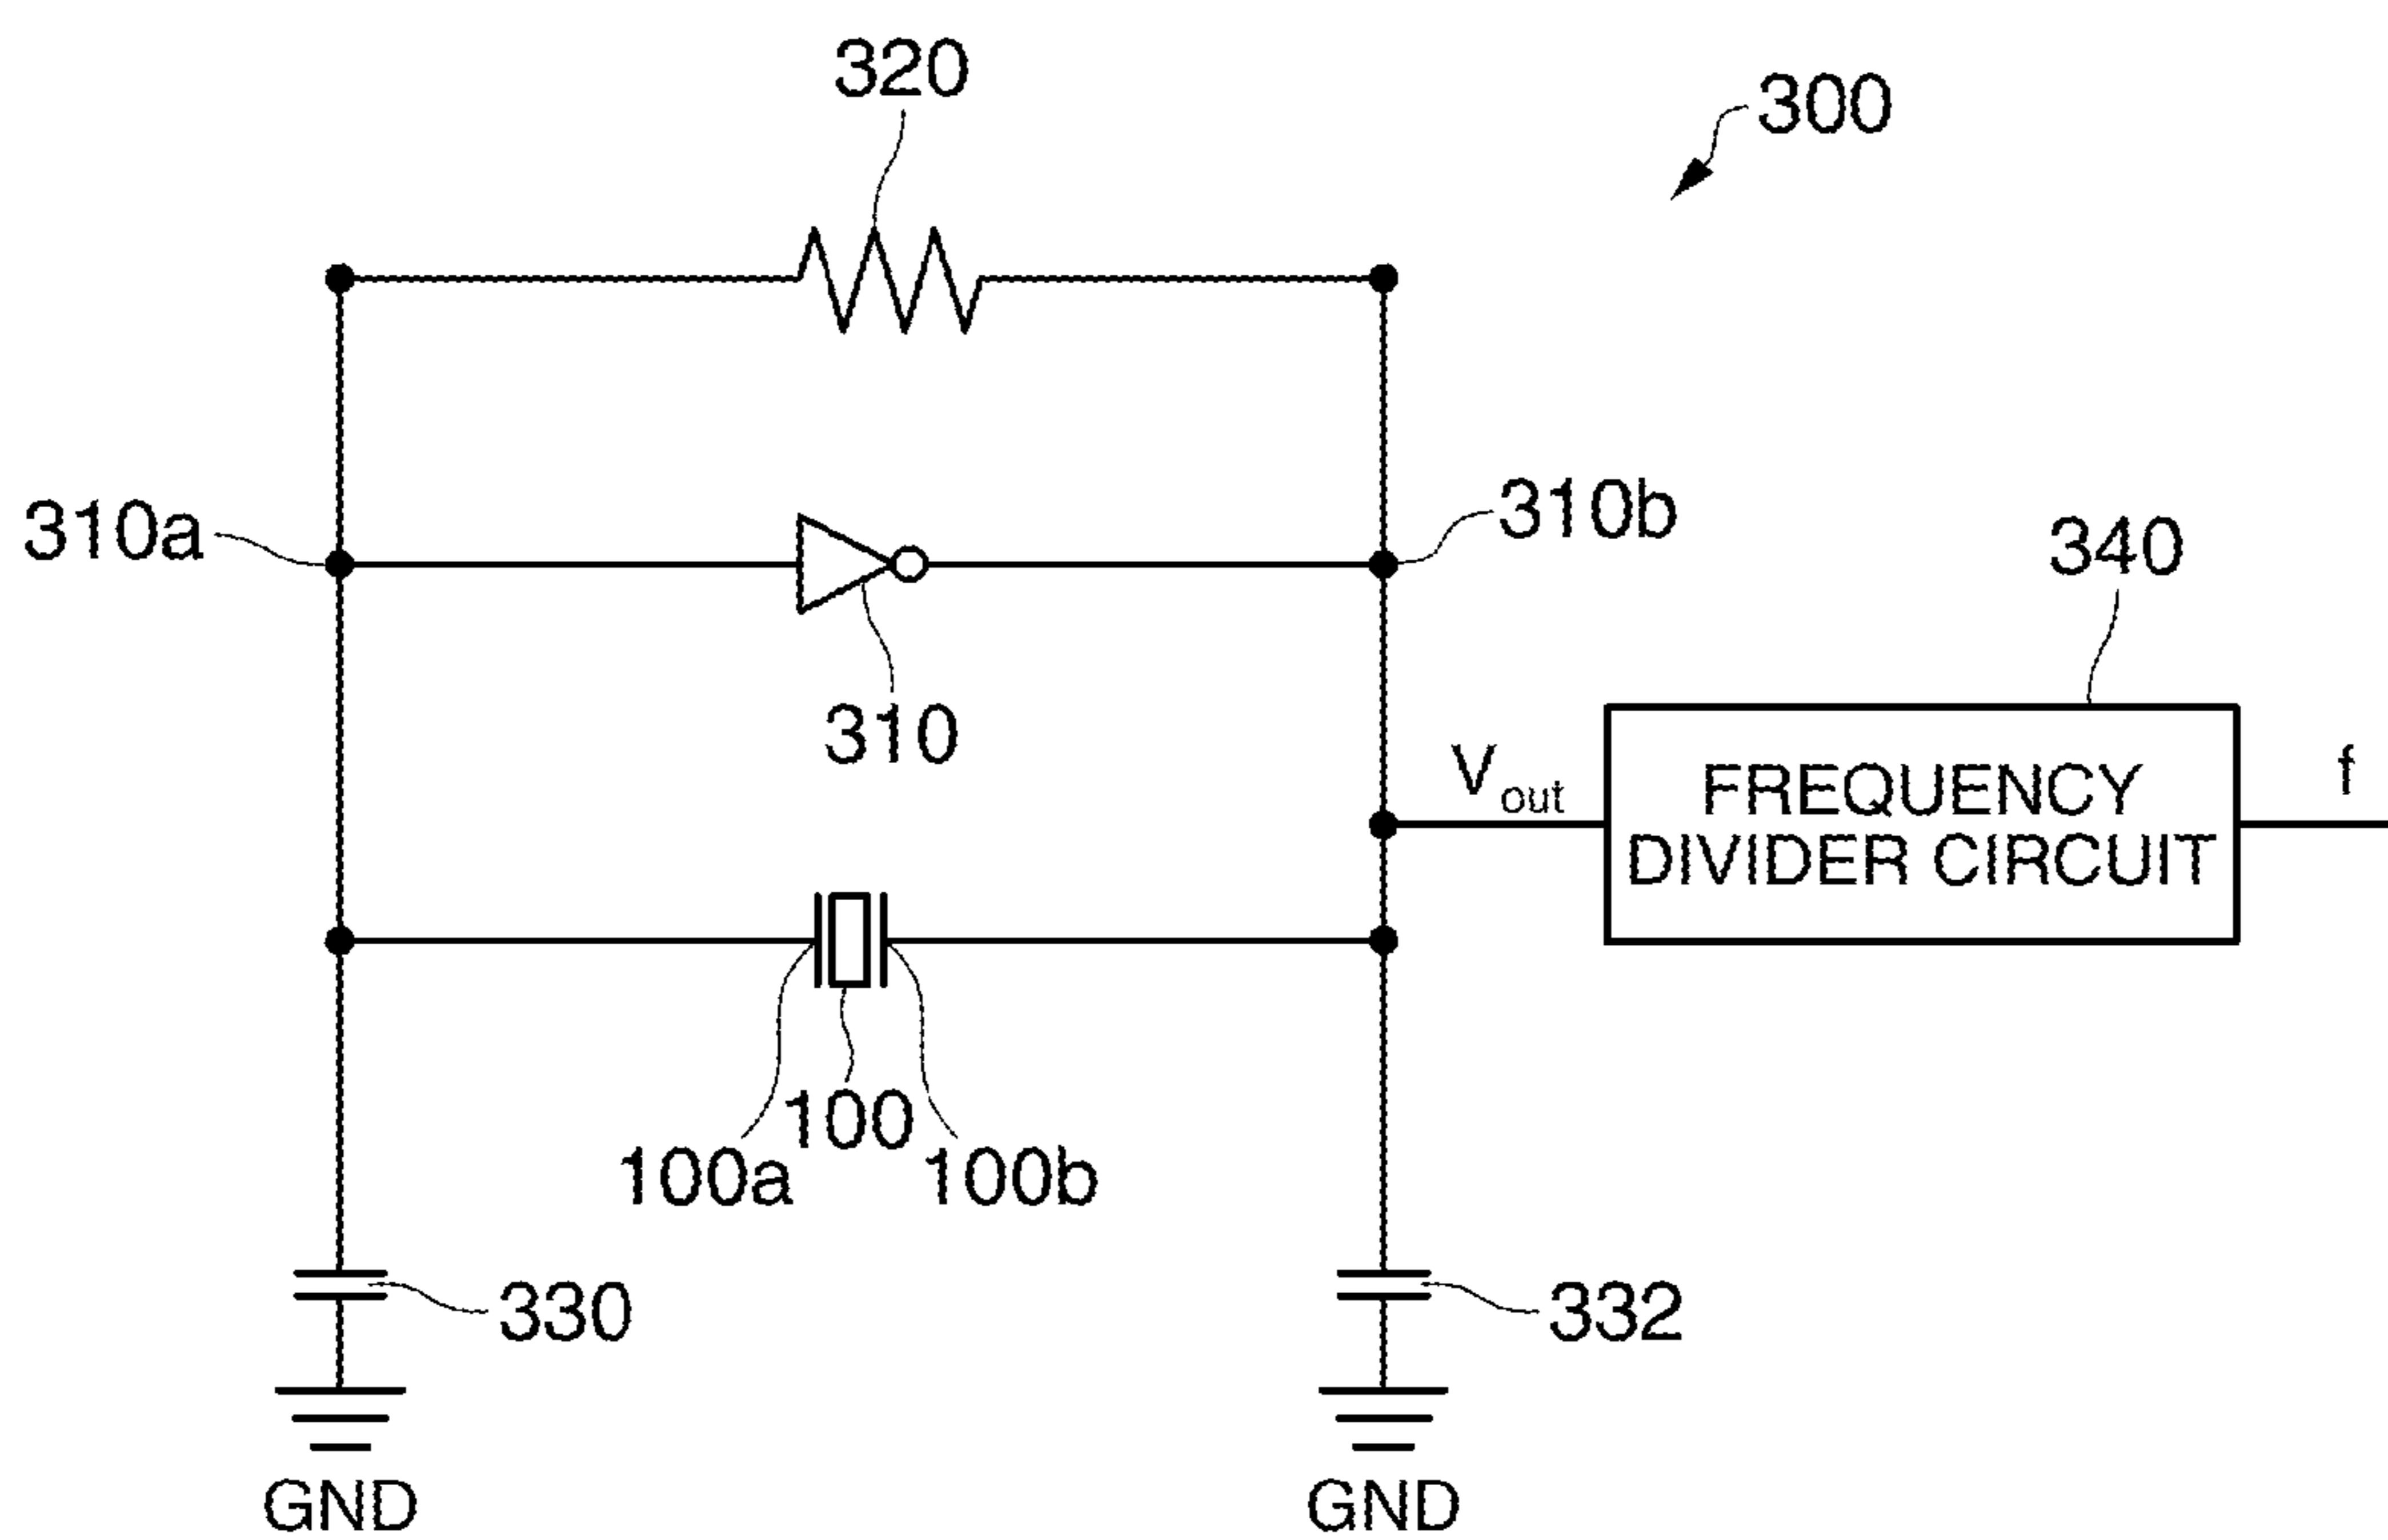 320
300
310a
310b
340
310
Vout
FREQUENCY
DIVIDER CIRCUIT
f
100
100a
100b
330
332
GND
GND